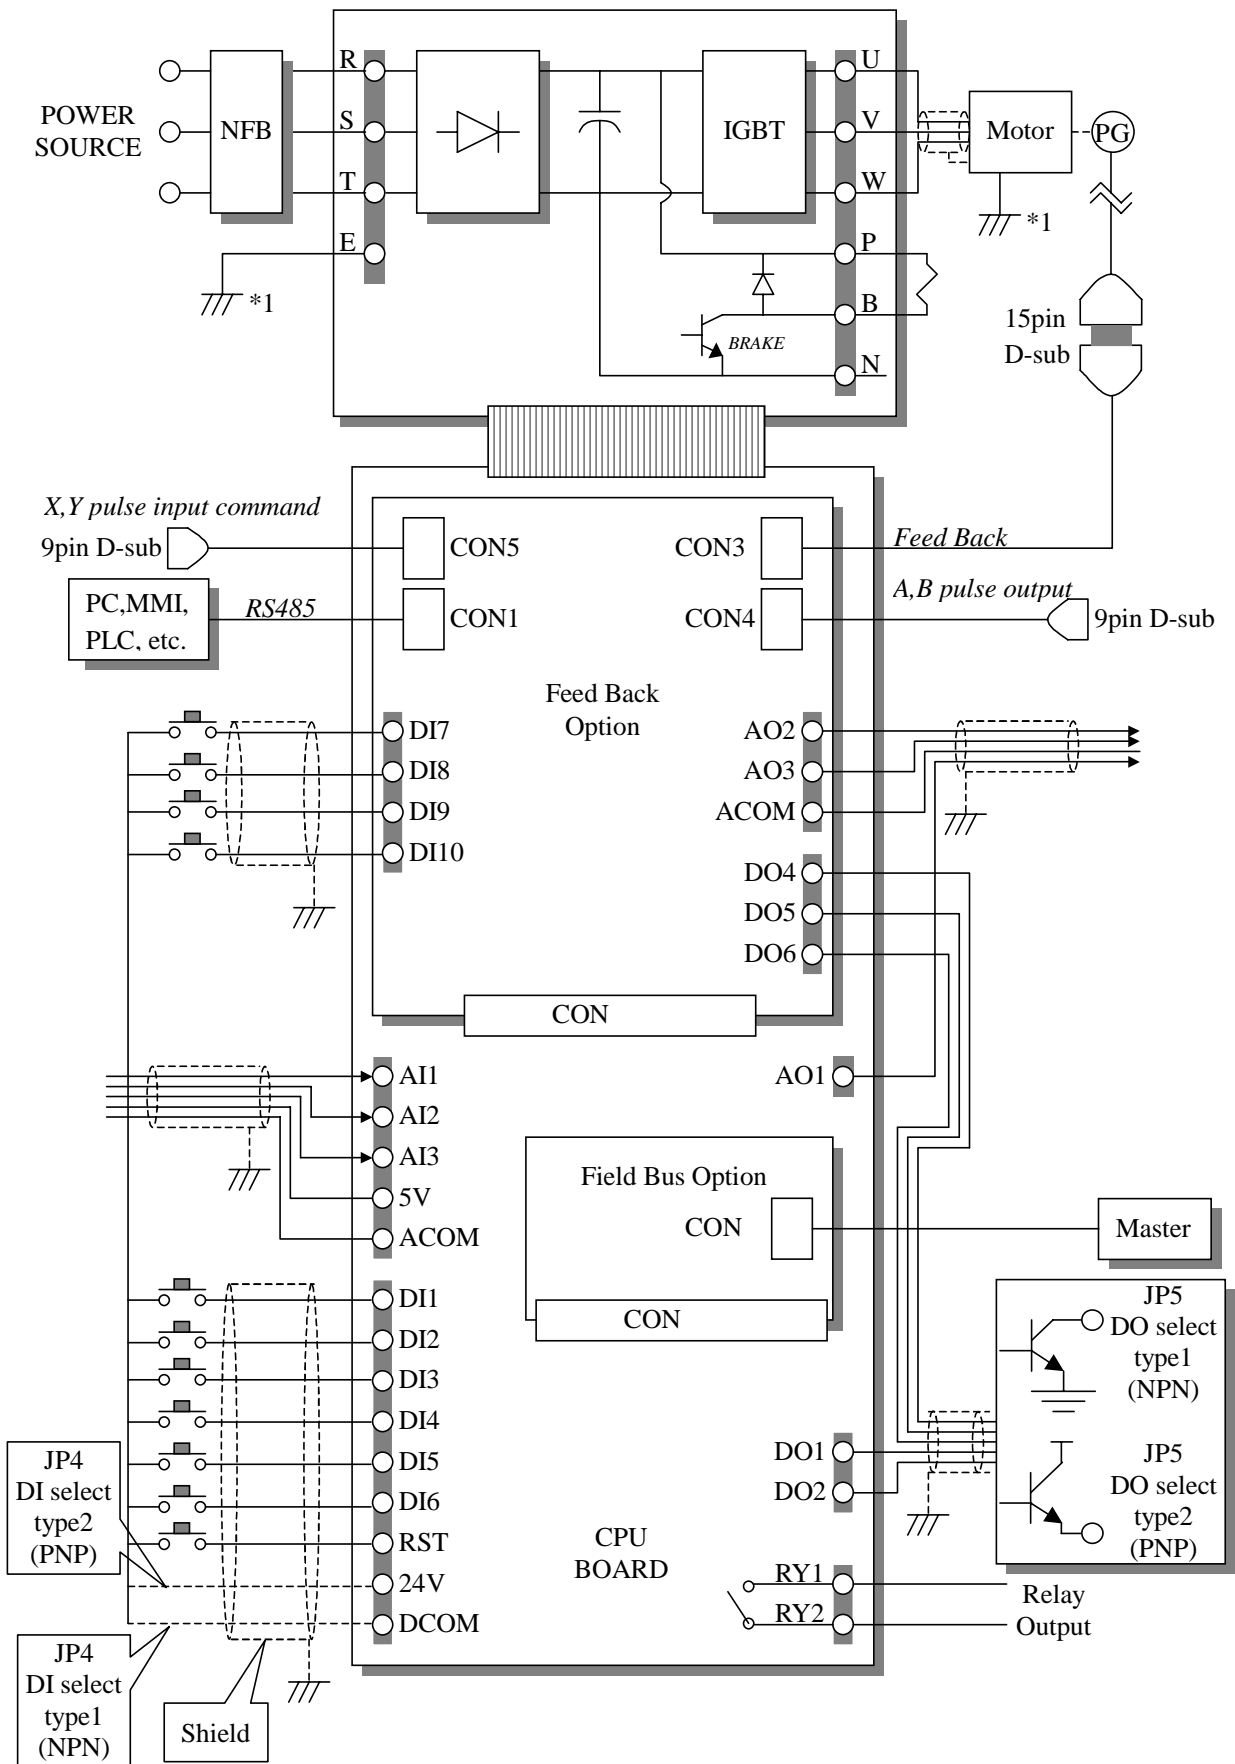 POWER
SOURCE
NFB
R
S
T
E
*1
IGBT
U
V
W
P
B
N
BRAKE
Motor
PG
*1
15pin
D-sub
X,Y pulse input command
9pin D-sub
CON5
CON3
Feed Back
PC,MMI,
PLC, etc.
RS485
CON1
CON4
A,B pulse output
9pin D-sub
Feed Back
Option
DI7
DI8
DI9
DI10
AO2
AO3
ACOM
DO4
DO5
DO6
CON
AI1
AI2
AI3
5V
ACOM
AO1
Field Bus Option
CON
CON
Master
DI1
DI2
DI3
DI4
DI5
DI6
RST
24V
DCOM
JP4
DI select
type2
(PNP)
JP4
DI select
type1
(NPN)
Shield
CPU
BOARD
DO1
DO2
RY1
RY2
Relay
Output
JP5
DO select
type1
(NPN)
JP5
DO select
type2
(PNP)